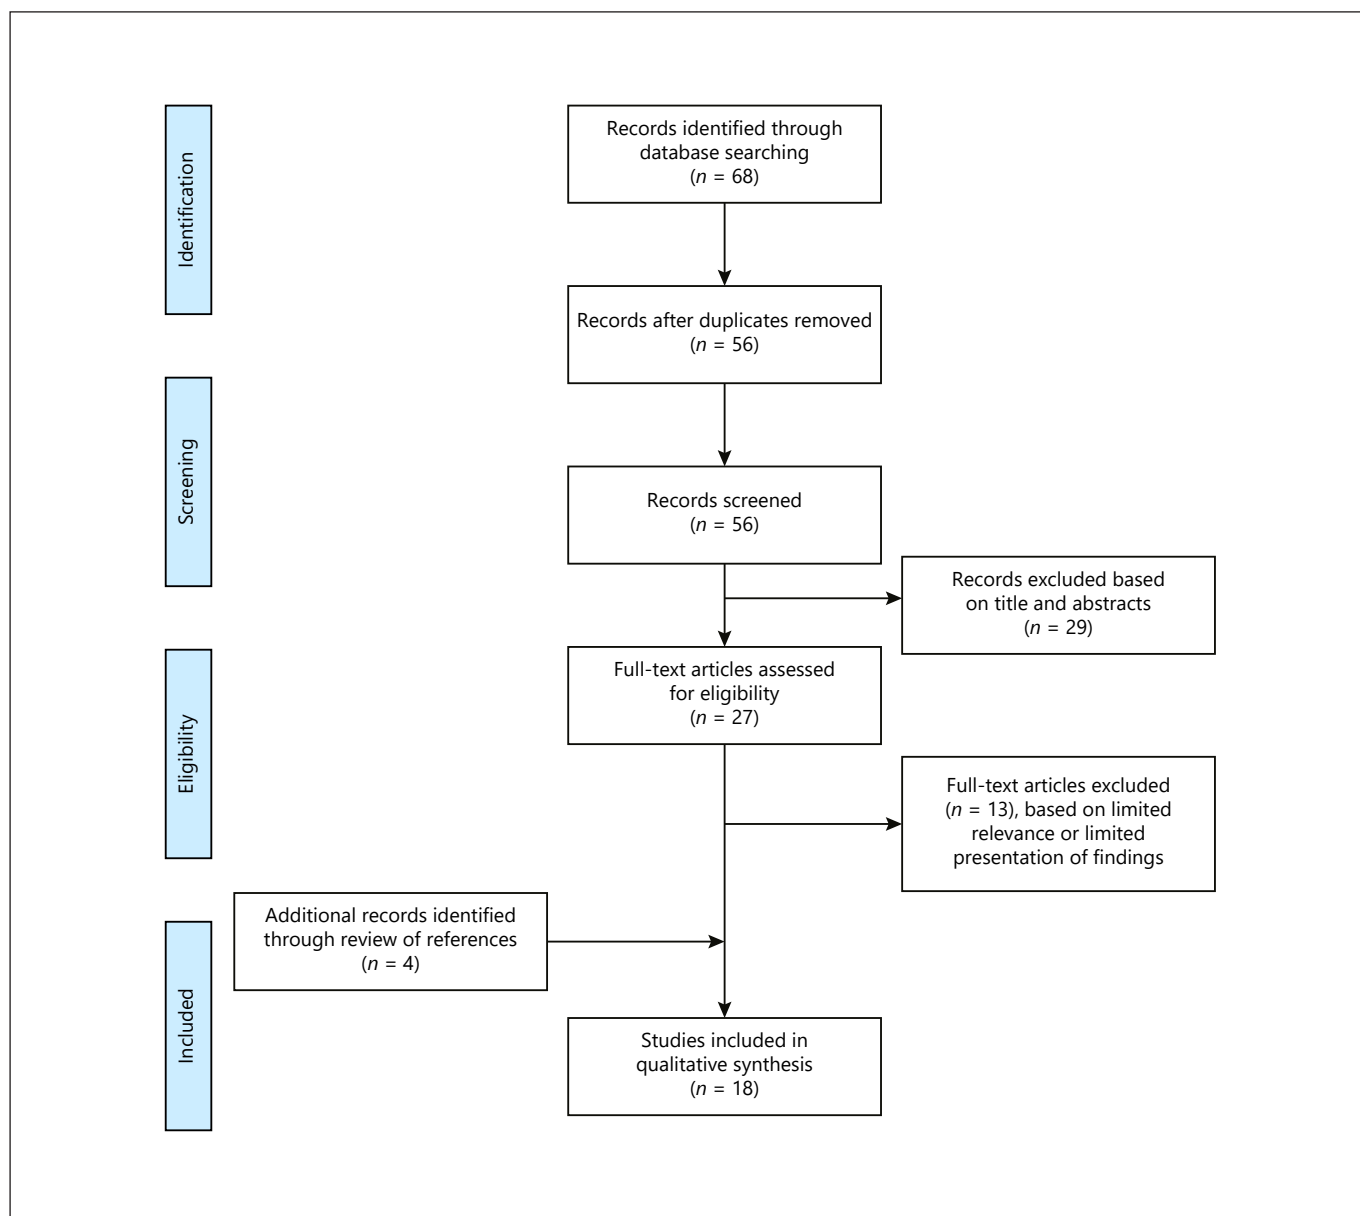 Identification
Records identified through
database searching
(n = 68)
Records after duplicates removed
(n = 56)
Screening
Records screened
(n = 56)
Records excluded based
on title and abstracts
(n = 29)
Eligibility
Full-text articles assessed
for eligibility
(n = 27)
Full-text articles excluded
(n = 13), based on limited
relevance or limited
presentation of findings
Included
Additional records identified
through review of references
(n = 4)
Studies included in
qualitative synthesis
(n = 18)